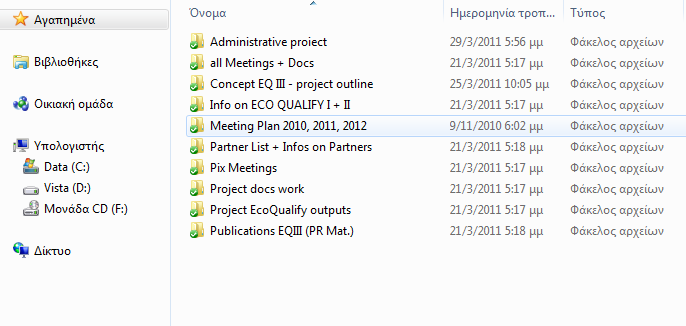 Αγαπημένα
Βιβλιοθήκες
Οικιακή ομάδα
Υπολογιστής
Data (C:)
Vista (D:)
Μονάδα CD (F:)
Δίκτυο
Όνομα Ημερομηνία τροπ... Τύπος
Administrative proiect 29/3/2011 5:56 μμ Φάκελος αρχείων
all Meetings + Docs 21/3/2011 5:17 μμ Φάκελος αρχείων
Concept EQ III - project outline 25/3/2011 10:05 μμ Φάκελος αρχείων
Info on ECO QUALIFY I + II 21/3/2011 5:17 μμ Φάκελος αρχείων
Meeting Plan 2010, 2011, 2012 9/11/2010 6:02 μμ Φάκελος αρχείων
Partner List + Infos on Partners 21/3/2011 5:18 μμ Φάκελος αρχείων
Pix Meetings 21/3/2011 5:17 μμ Φάκελος αρχείων
Project docs work 21/3/2011 5:17 μμ Φάκελος αρχείων
Project EcoQualify outputs 21/3/2011 5:17 μμ Φάκελος αρχείων
Publications EQIII (PR Mat.) 21/3/2011 5:18 μμ Φάκελος αρχείων